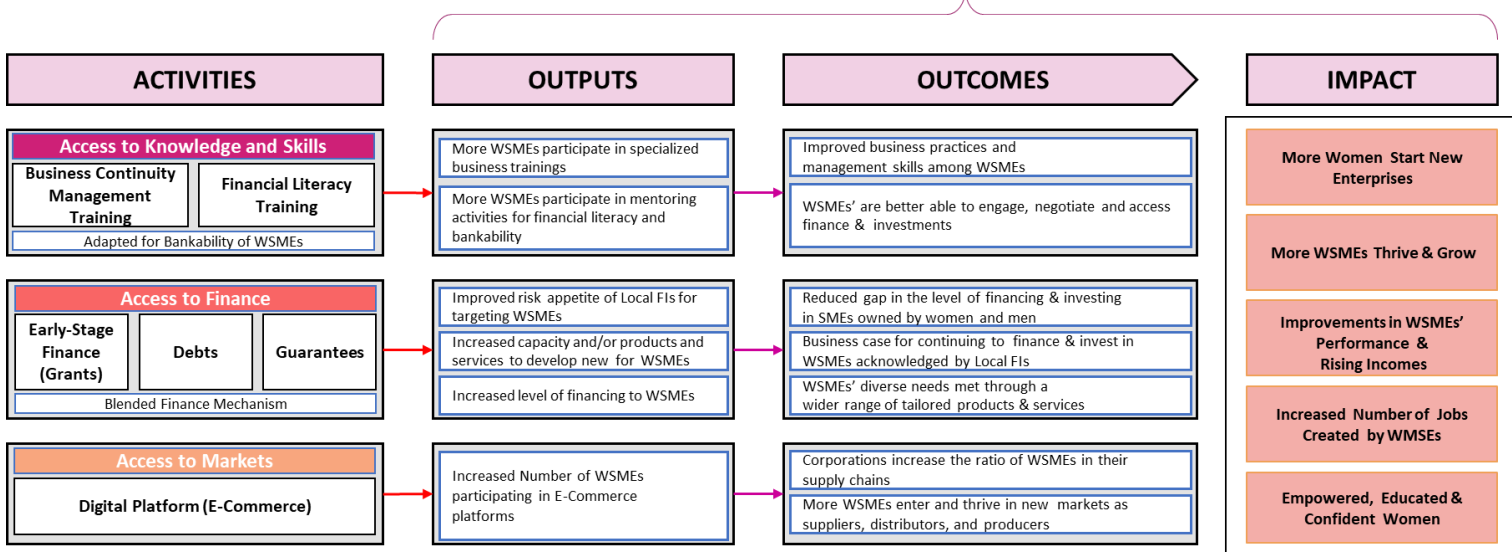 ACTIVITIES
OUTPUTS
OUTCOMES
IMPACT
Access to Knowledge and Skills
Business Continuity
Management
Training
Financial Literacy
Training
Adapted for Bankability of WSMEs
More WSMEs participate in specialized
business trainings
More WSMEs participate in mentoring
activities for financial literacy and
bankability
Improved business practices and
management skills among WSMEs
WSMEs’ are better able to engage, negotiate and access
finance & investments
Access to Finance
Early-Stage
Finance
(Grants)
Debts
Guarantees
Blended Finance Mechanism
Improved risk appetite of Local FIs for
targeting WSMEs
Increased capacity and/or products and
services to develop new for WSMEs
Increased level of financing to WSMEs
Reduced gap in the level of financing & investing
in SMEs owned by women and men
Business case for continuing to finance & invest in
WSMEs acknowledged by Local FIs
WSMEs’ diverse needs met through a
wider range of tailored products & services
Access to Markets
Digital Platform (E-Commerce)
Increased Number of WSMEs
participating in E-Commerce
platforms
Corporations increase the ratio of WSMEs in their
supply chains
More WSMEs enter and thrive in new markets as
suppliers, distributors, and producers
More Women Start New
Enterprises
More WSMEs Thrive & Grow
Improvements in WSMEs’
Performance &
Rising Incomes
Increased Number of Jobs
Created by WMSEs
Empowered, Educated &
Confident Women